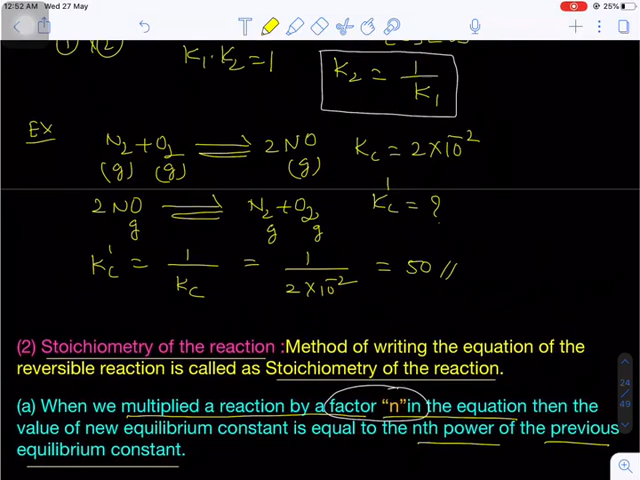 12:52 AM Wed 27 May
25%
① ②
K₁·K₂=1
K₂ = 1/K₁
EX
N₂+O₂ ⇌ 2NO Kc = 2×10⁻²
(g) (g) (g)
2NO ⇌ N₂+O₂ Kc' = ?
g g g
Kc' = 1/Kc = 1/2×10⁻² = 50 //
(2) Stoichiometry of the reaction :Method of writing the equation of the
reversible reaction is called as Stoichiometry of the reaction.
(a) When we multiplied a reaction by a factor “n”in the equation then the
value of new equilibrium constant is equal to the nth power of the previous
equilibrium constant.
24
/
49